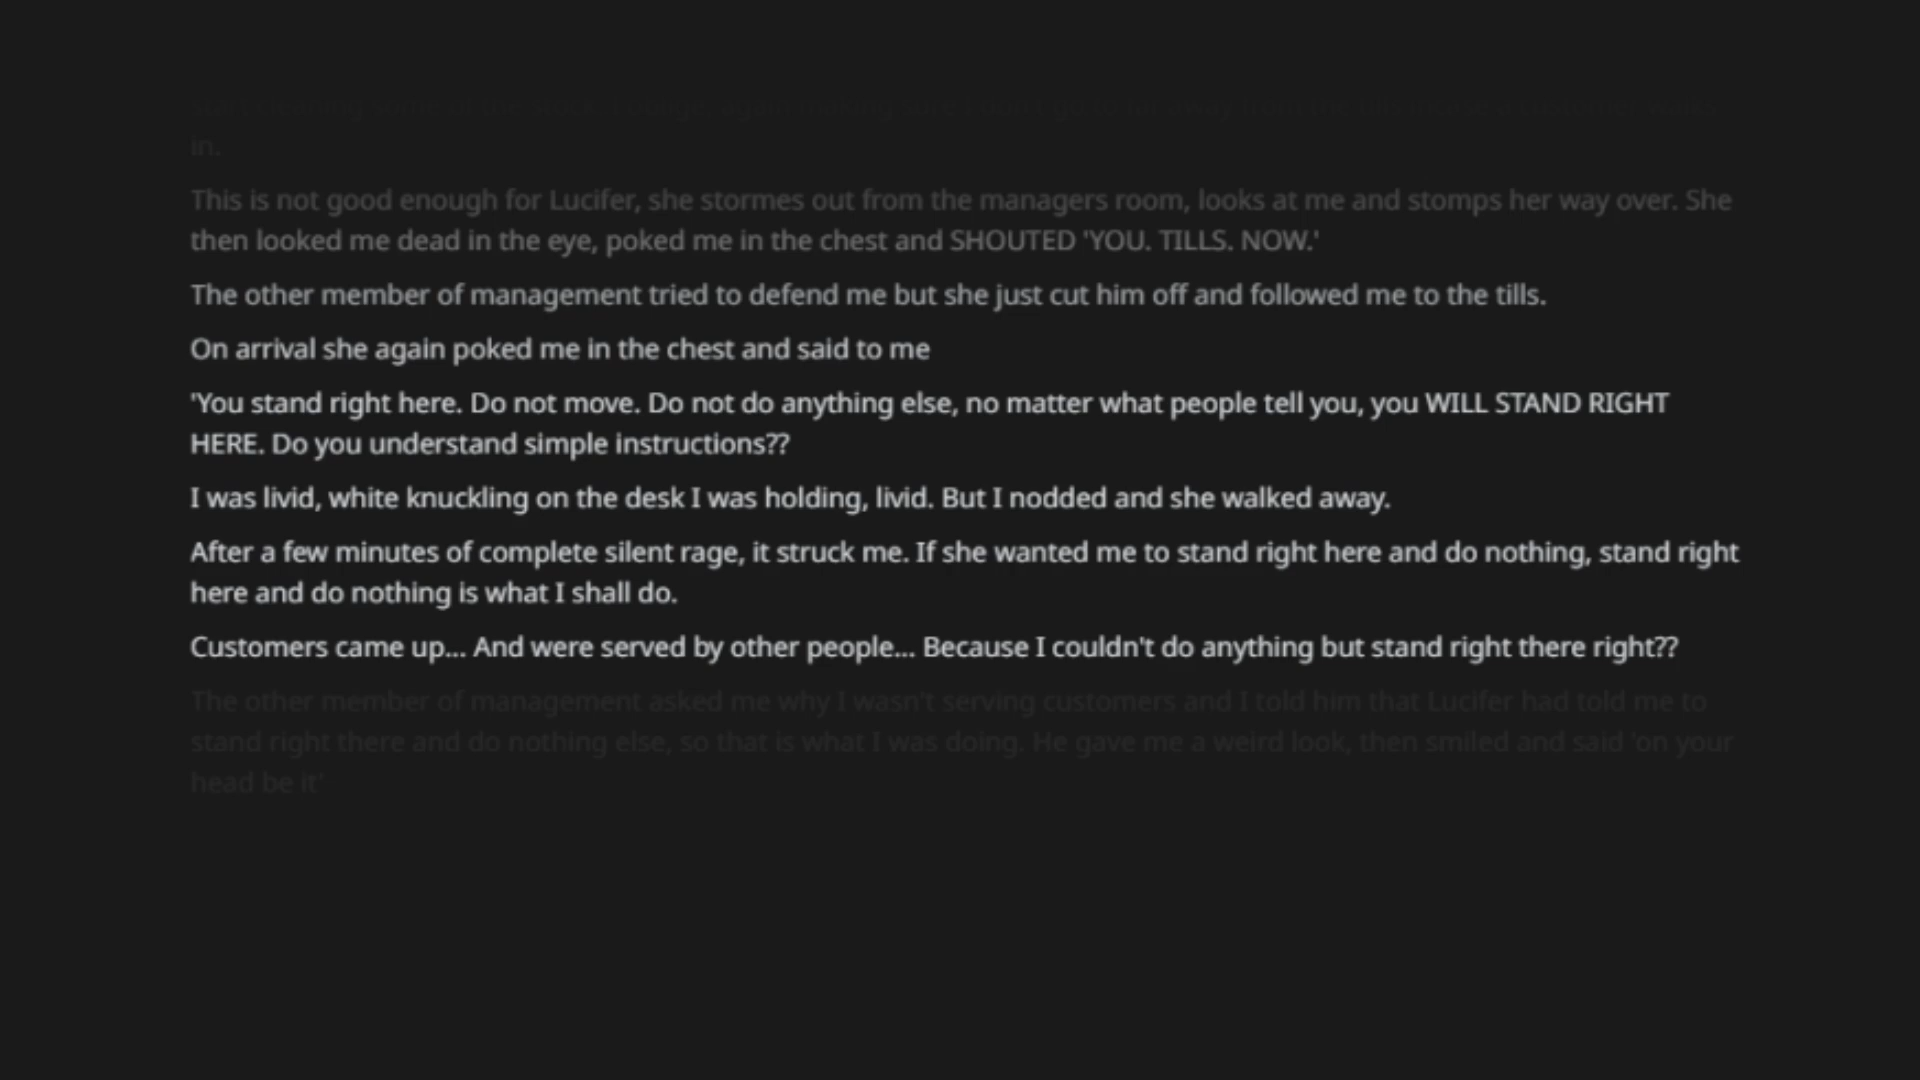 in.
This is not good enough for Lucifer, she stormes out from the managers room, looks at me and stomps her way over. She
then looked me dead in the eye, poked me in the chest and SHOUTED 'YOU. TILLS. NOW.'
The other member of management tried to defend me but she just cut him off and followed me to the tills.
On arrival she again poked me in the chest and said to me
'You stand right here. Do not move. Do not do anything else, no matter what people tell you, you WILL STAND RIGHT
HERE. Do you understand simple instructions??
I was livid, white knuckling on the desk I was holding, livid. But I nodded and she walked away.
After a few minutes of complete silent rage, it struck me. If she wanted me to stand right here and do nothing, stand right
here and do nothing is what I shall do.
Customers came up... And were served by other people... Because I couldn't do anything but stand right there right??
The other member of management asked me why I wasn't serving customers and I told him that Lucifer had told me to
stand right there and do nothing else, so that is what I was doing. He gave me a weird look, then smiled and said 'on your
head be it'